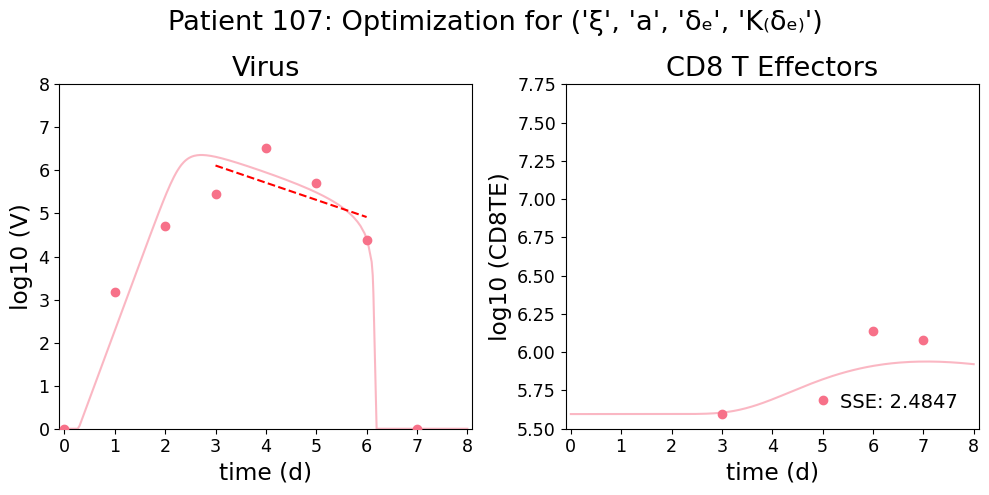 Patient 107: Optimization for ('ξ', 'a', 'δₑ', 'K₍δₑ₎')
Virus
CD8 T Effectors
log10 (V)
8
7
6
5
4
3
2
1
0
0 1 2 3 4 5 6 7 8
time (d)
log10 (CD8TE)
7.75
7.50
7.25
7.00
6.75
6.50
6.25
6.00
5.75
5.50
SSE: 2.4847
0 1 2 3 4 5 6 7 8
time (d)